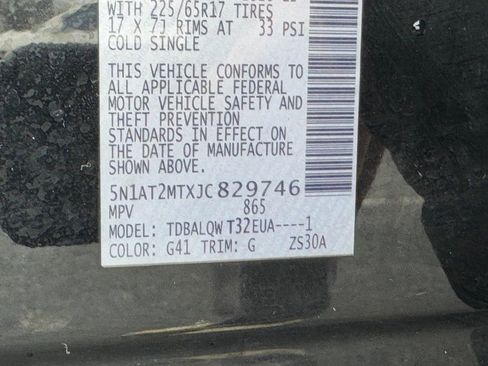 WITH 225/65R17 TIRES
17 X 7J RIMS AT 33 PSI
COLD SINGLE
THIS VEHICLE CONFORMS TO
ALL APPLICABLE FEDERAL
MOTOR VEHICLE SAFETY AND
THEFT PREVENTION
STANDARDS IN EFFECT ON
THE DATE OF MANUFACTURE
SHOWN ABOVE.
5N1AT2MTXJC829746
MPV 865
MODEL: TDBALQW T32EUA----1
COLOR: G41 TRIM: G ZS30A